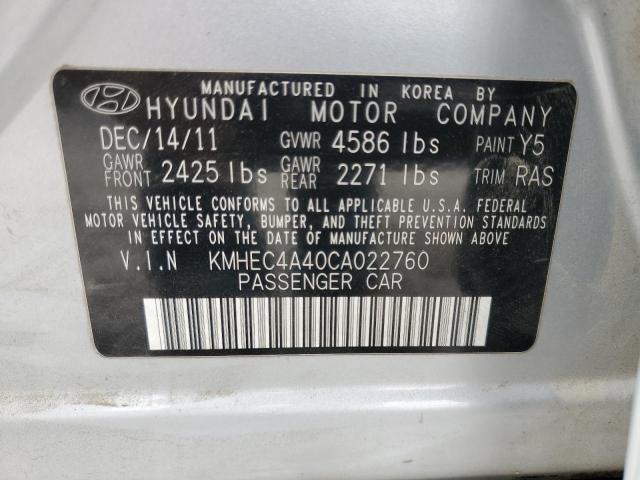 MANUFACTURED IN KOREA BY
HYUNDAI MOTOR COMPANY
DEC/14/11 GVWR 4586 lbs PAINT Y5
GAWR FRONT 2425 lbs GAWR REAR 2271 lbs TRIM RAS
THIS VEHICLE CONFORMS TO ALL APPLICABLE U.S.A. FEDERAL
MOTOR VEHICLE SAFETY, BUMPER, AND THEFT PREVENTION STANDARDS
IN EFFECT ON THE DATE OF MANUFACTURE SHOWN ABOVE.
V.I.N KMHEC4A40CA022760
PASSENGER CAR